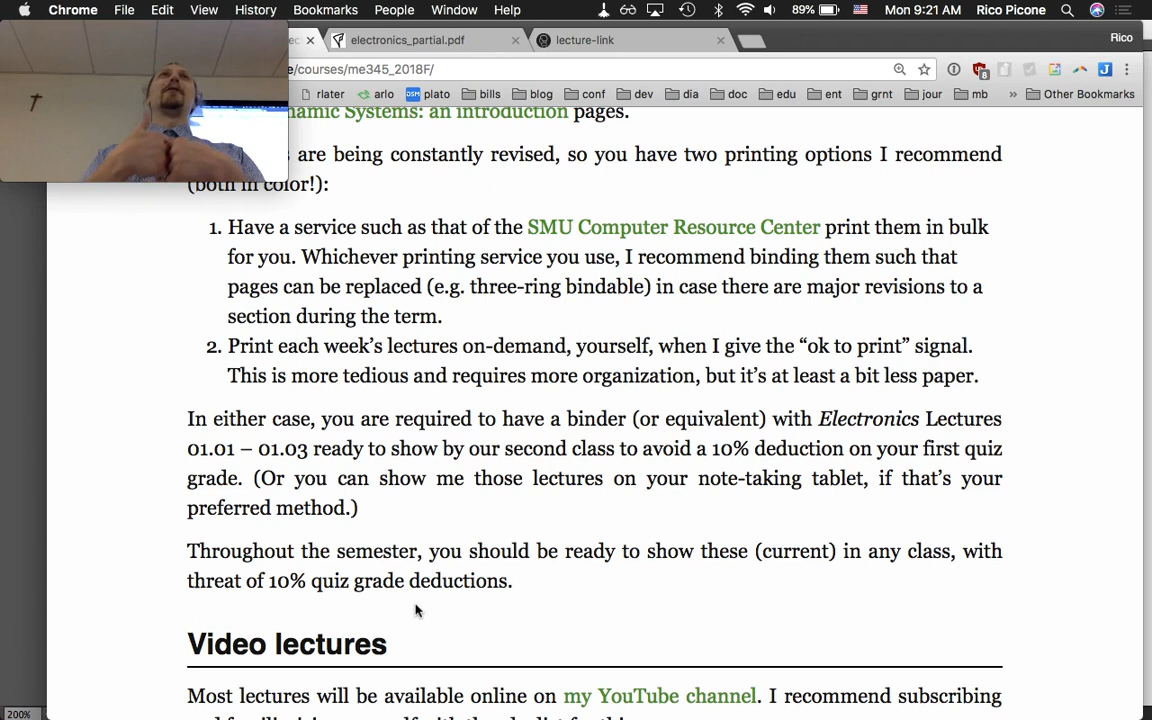 Chrome File Edit View History Bookmarks People Window Help 89% Mon 9:21 AM Rico Picone
electronics_partial.pdf lecture-link Rico
e/courses/me345_2018F/ 8
rlater arlo DSM plato bills blog conf dev dia doc edu ent grnt jour mb » Other Bookmarks
namic Systems: an introduction pages.
are being constantly revised, so you have two printing options I recommend
(both in color!):
1. Have a service such as that of the SMU Computer Resource Center print them in bulk
for you. Whichever printing service you use, I recommend binding them such that
pages can be replaced (e.g. three-ring bindable) in case there are major revisions to a
section during the term.
2. Print each week's lectures on-demand, yourself, when I give the “ok to print” signal.
This is more tedious and requires more organization, but it's at least a bit less paper.
In either case, you are required to have a binder (or equivalent) with Electronics Lectures
01.01 – 01.03 ready to show by our second class to avoid a 10% deduction on your first quiz
grade. (Or you can show me those lectures on your note-taking tablet, if that's your
preferred method.)
Throughout the semester, you should be ready to show these (current) in any class, with
threat of 10% quiz grade deductions.
Video lectures
Most lectures will be available online on my YouTube channel. I recommend subscribing
200%